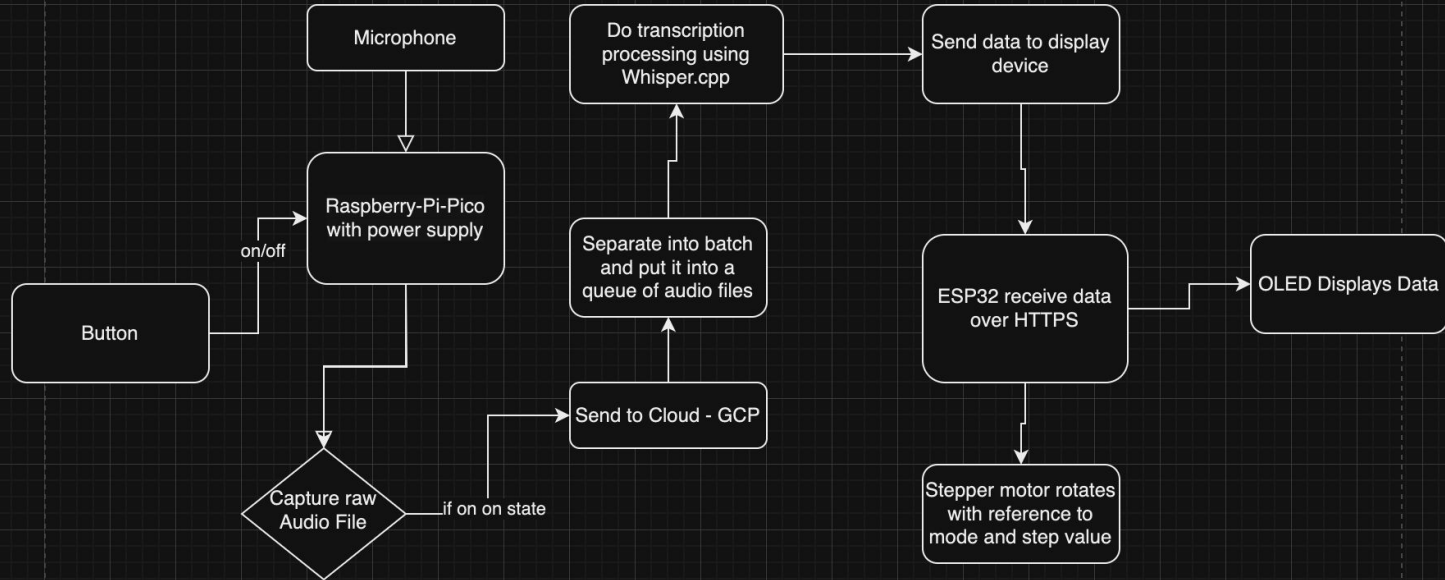 Microphone
Raspberry-Pi-Pico
with power supply
on/off
Button
Capture raw
Audio File
if on on state
Send to Cloud - GCP
Separate into batch
and put it into a
queue of audio files
Do transcription
processing using
Whisper.cpp
Send data to display
device
ESP32 receive data
over HTTPS
OLED Displays Data
Stepper motor rotates
with reference to
mode and step value